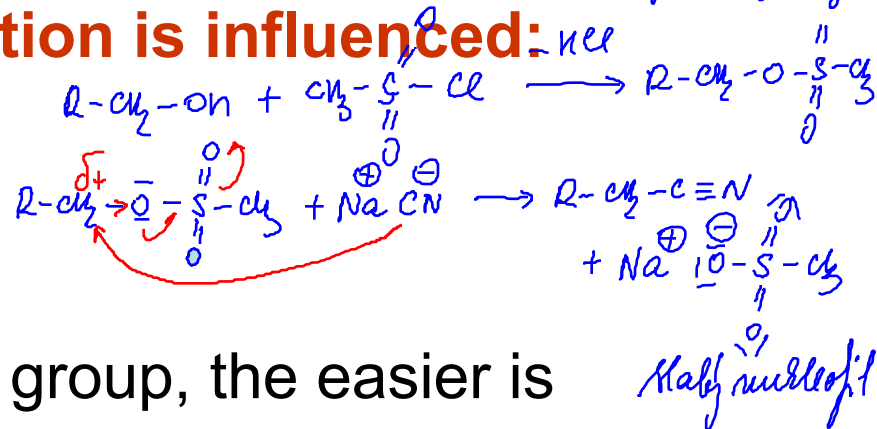 tion is influenced:
R-CH2-OH + CH3-S-Cl → R-CH2-O-S-CH3
-HCl
O
O
O
δ+
R-CH2→O-S-CH3 + Na⊕ CN⊖ → R-CH2-C≡N
O
O
+ Na⊕ |O⊖-S-CH3
O
O
group, the easier is
slabý nukleofil